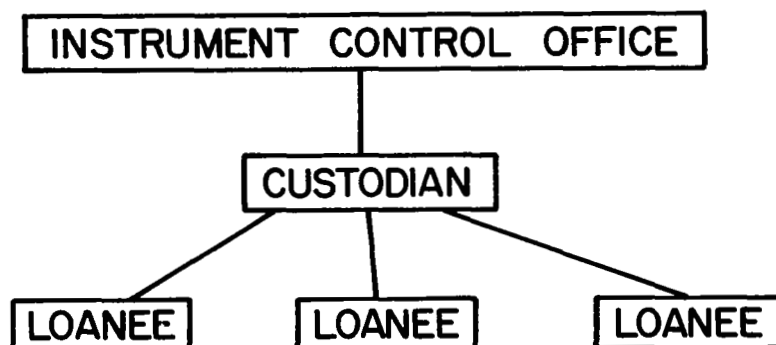 INSTRUMENT CONTROL OFFICE
CUSTODIAN
LOANEE LOANEE LOANEE